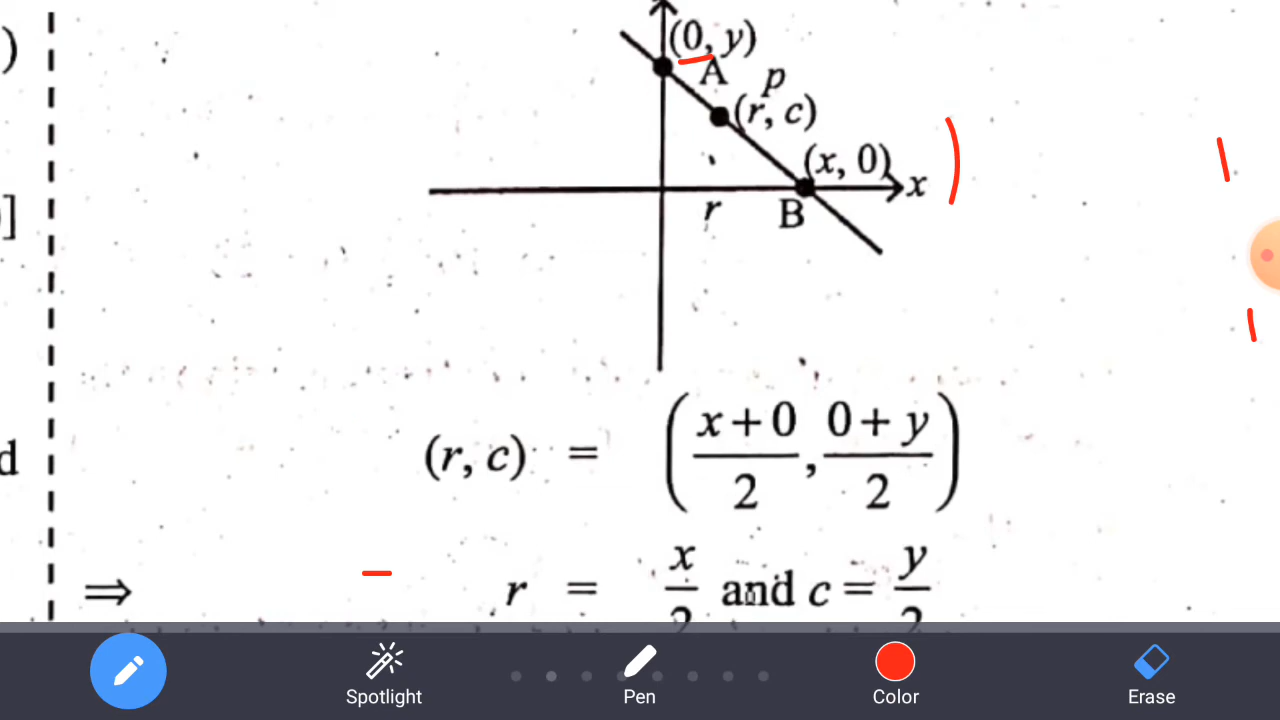 )
(0, y)
A p
(r, c)
(x, 0)
x
r B
]
(r, c) = (x + 0 / 2, 0 + y / 2)
d
⇒ r = x/2 and c = y/2
Spotlight Pen Color Erase